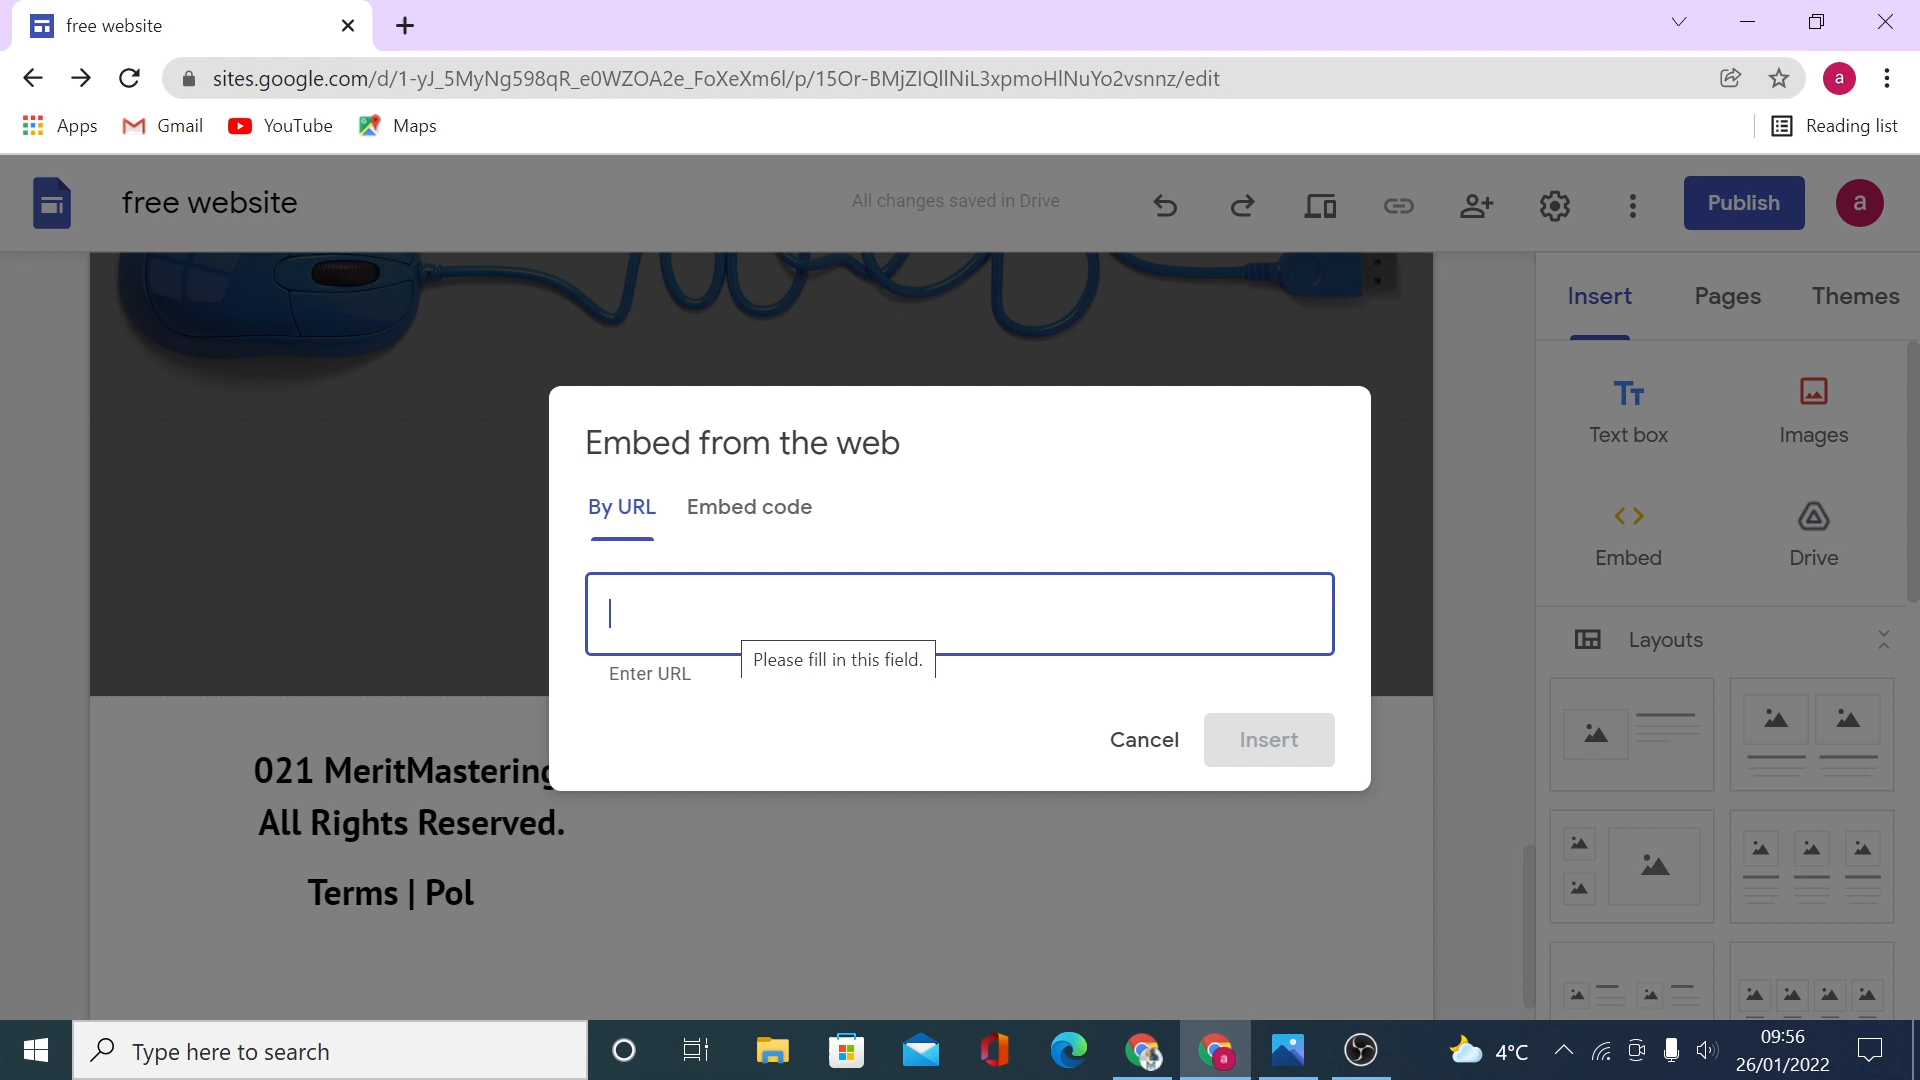 free website
sites.google.com/d/1-yJ_5MyNg598qR_e0WZOA2e_FoXeXm6l/p/15Or-BMjZIQllNiL3xpmoHlNuYo2vsnnz/edit
a
Apps
Gmail
YouTube
Maps
Reading list
free website
All changes saved in Drive
Publish
a
Insert
Pages
Themes
Embed from the web
By URL
Embed code
Enter URL
Please fill in this field.
Cancel
Insert
Tт
Text box
Images
Embed
Drive
Layouts
021 MeritMastering
All Rights Reserved.
Terms | Pol
Type here to search
a
4°C
09:56
26/01/2022